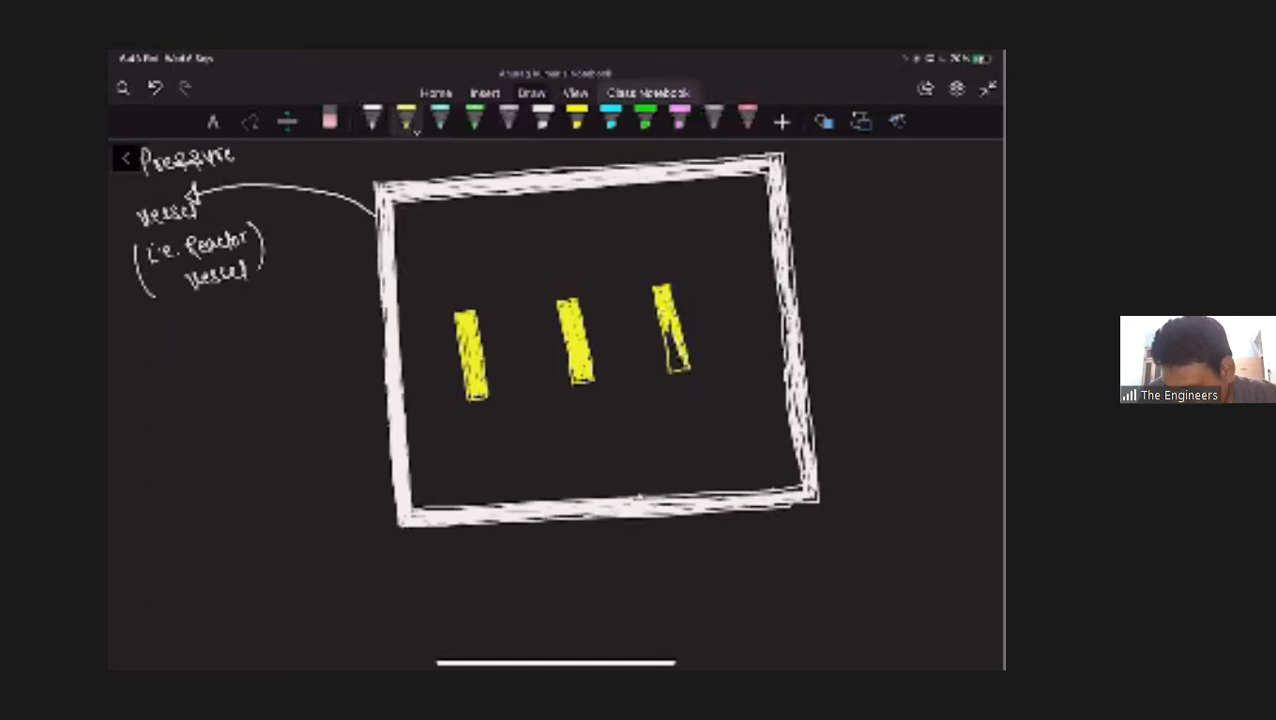 Home Insert Draw View Class Notebook
Pressure
vessel
(i.e. Reactor
vessel)
The Engineers